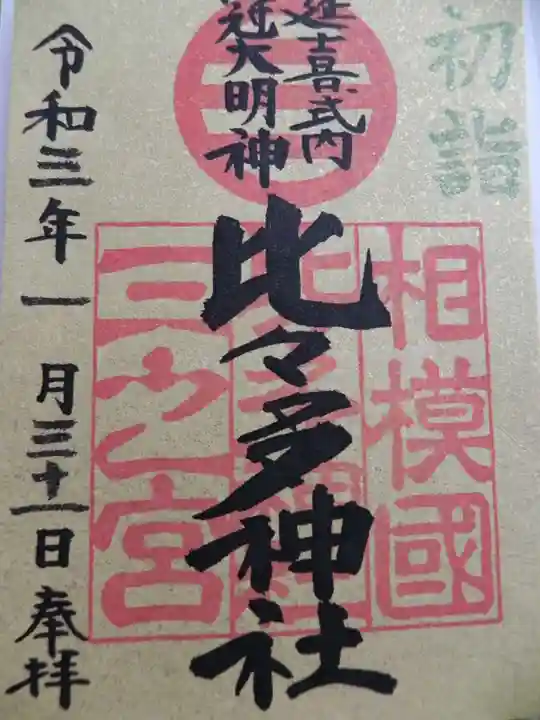 初詣
延喜式内
冠大明神
相模國
比々多神社
三之宮
令和三年一月三十一日奉拝